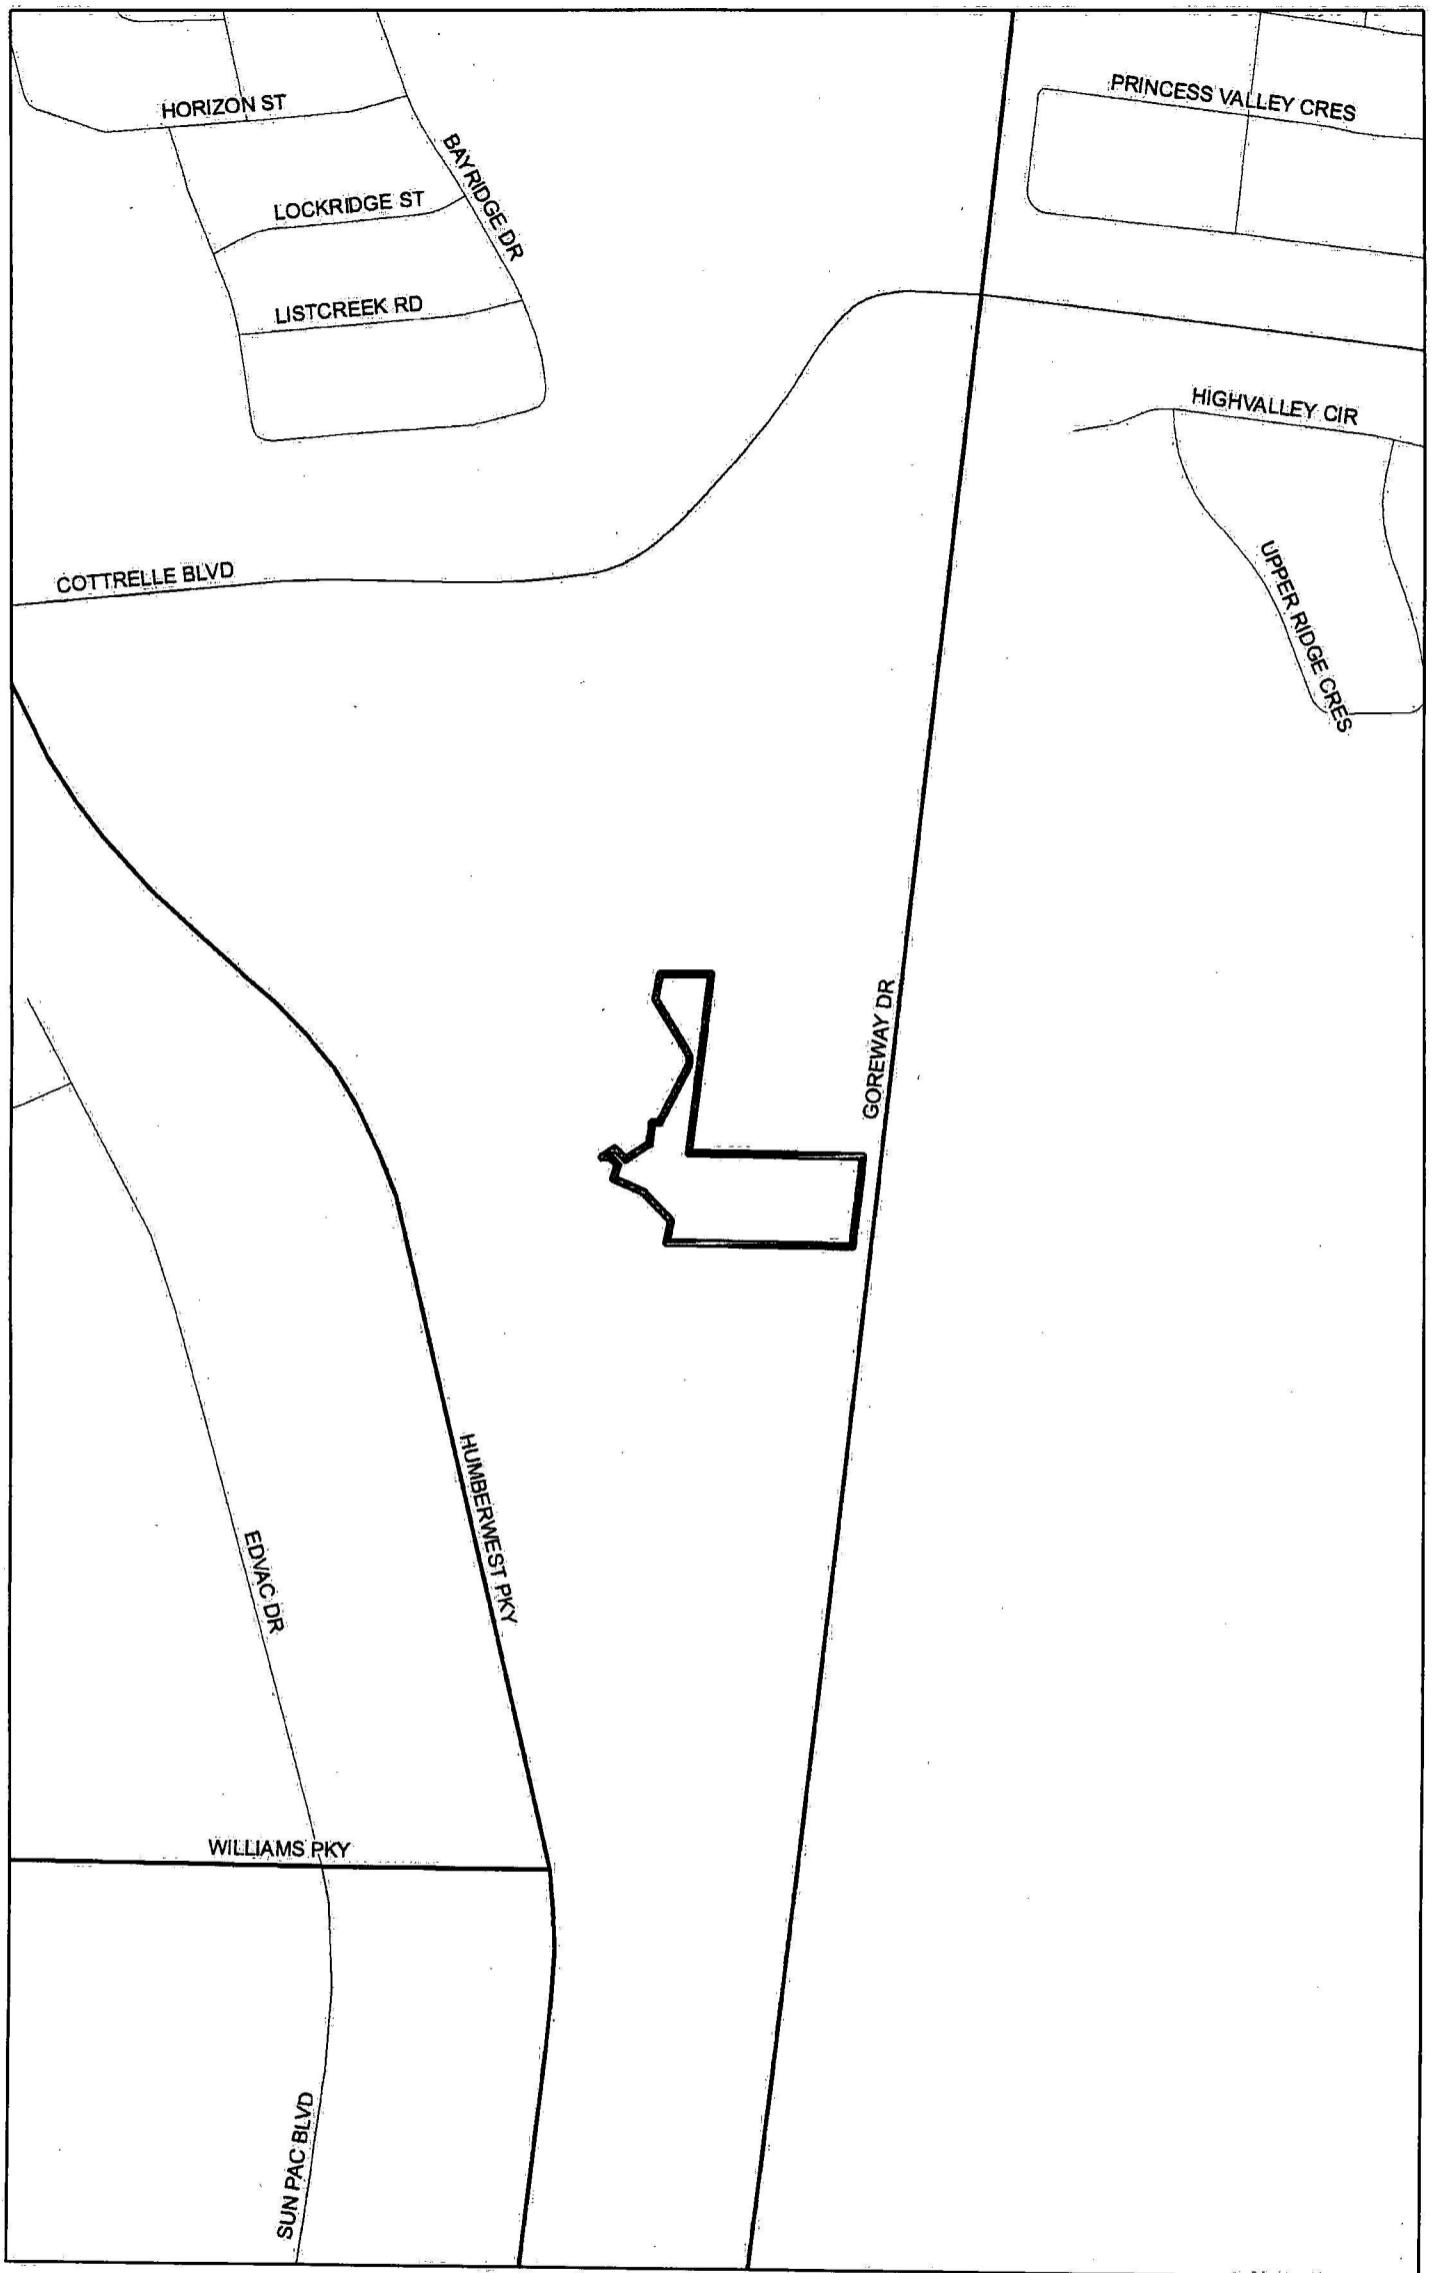 HORIZON ST
PRINCESS VALLEY CRES
BAYRIDGE DR
LOCKRIDGE ST
LISTCREEK RD
HIGHVALLEY CIR
COTTRELLE BLVD
UPPER RIDGE CRES
GOREWAY DR
HUMBERWEST PKY
EDVAC DR
WILLIAMS PKY
SUN PAC BLVD